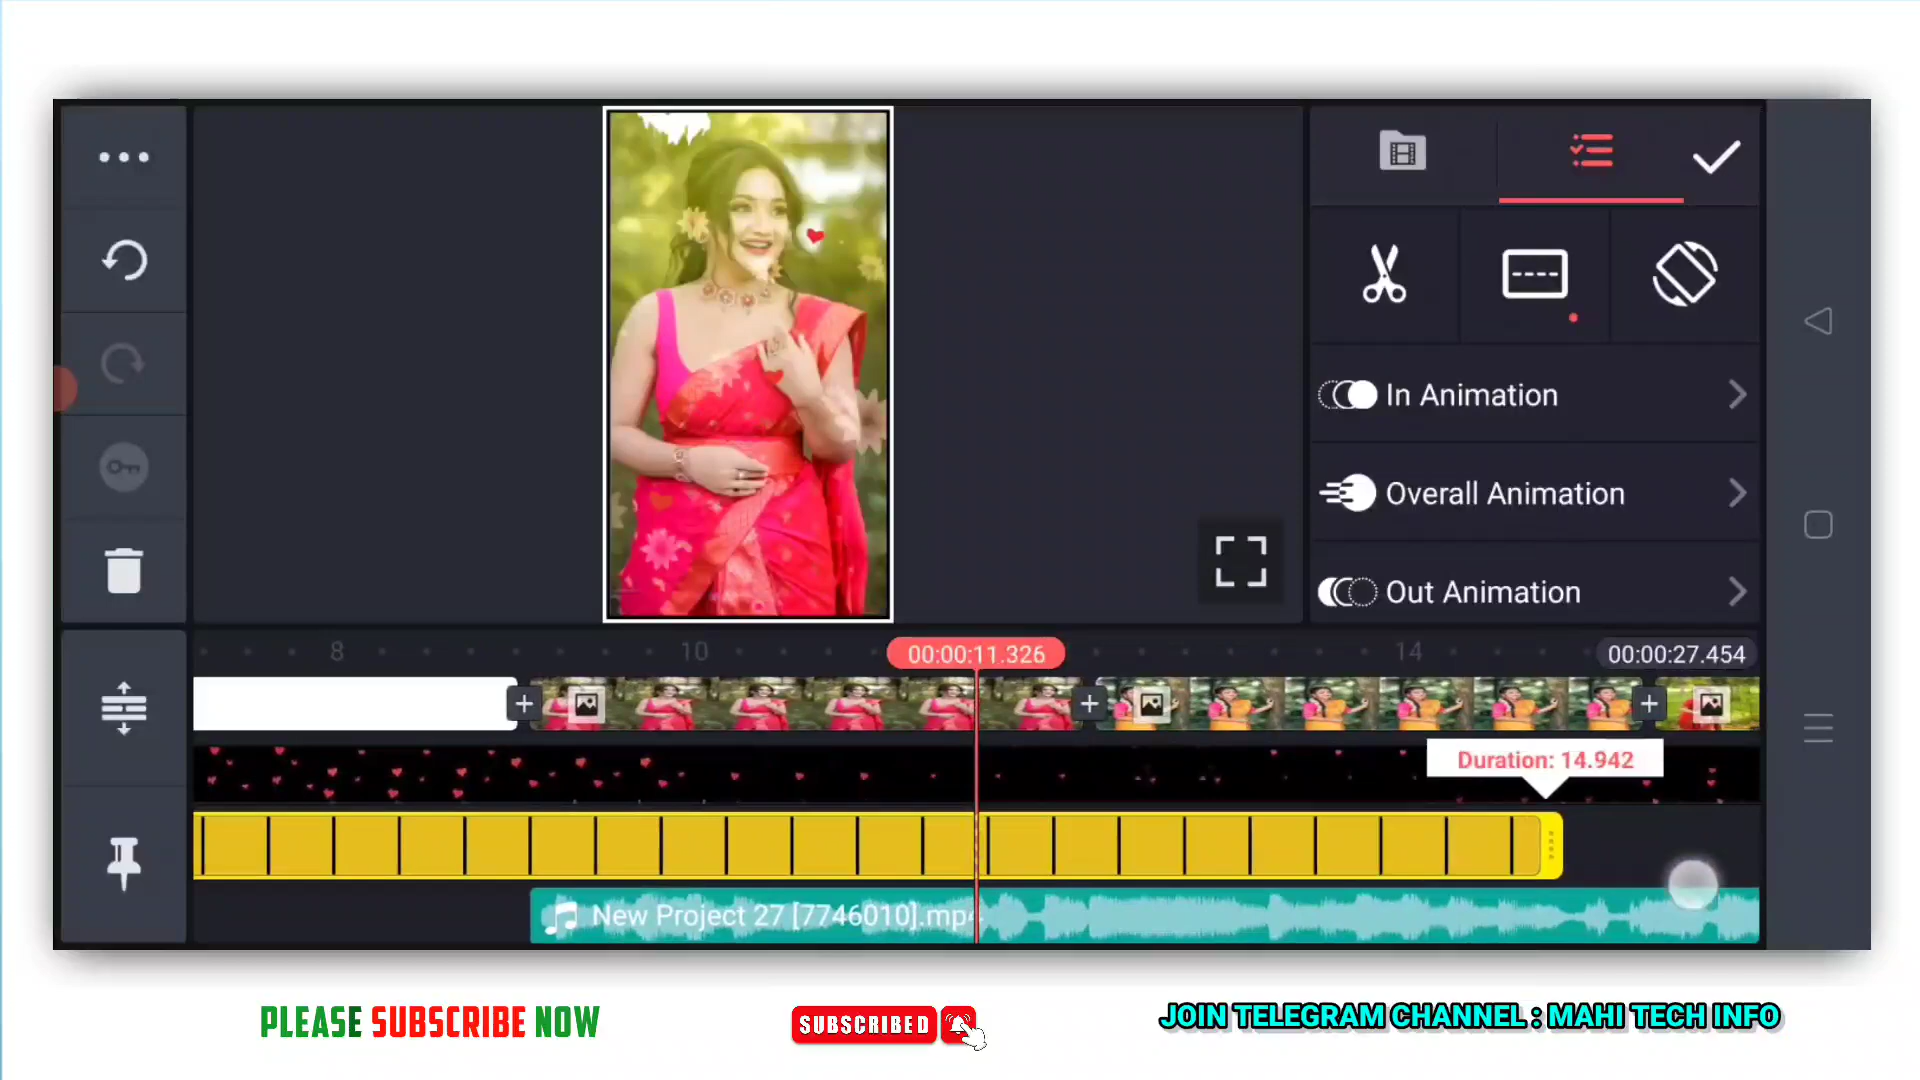 In Animation
Overall Animation
Out Animation
8
10
00:00:11.326
14
00:00:27.454
Duration: 14.942
New Project 27 [7746010].mp4
PLEASE SUBSCRIBE NOW
SUBSCRIBED
JOIN TELEGRAM CHANNEL : MAHI TECH INFO